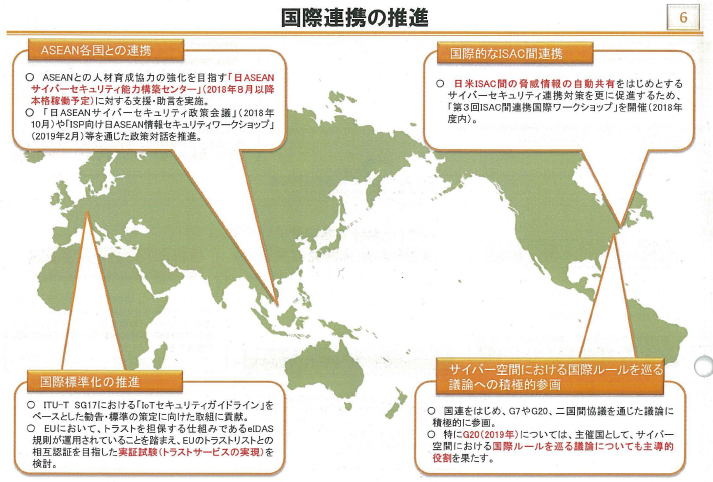 国際連携の推進
6
ASEAN各国との連携
○ ASEANとの人材育成協力の強化を目指す「日ASEAN
サイバーセキュリティ能力構築センター」(2018年8月以降
本格稼働予定)に対する支援・助言を実施。
○ 「日ASEANサイバーセキュリティ政策会議」(2018年
10月)や「ISP向け日ASEAN情報セキュリティワークショップ」
(2019年2月)等を通じた政策対話を推進。
国際的なISAC間連携
○ 日米ISAC間の脅威情報の自動共有をはじめとする
サイバーセキュリティ連携対策を更に促進するため、
「第3回ISAC間連携国際ワークショップ」を開催(2018年
度内)。
国際標準化の推進
○ ITU-T SG17における「IoTセキュリティガイドライン」を
ベースとした勧告・標準の策定に向けた取組に貢献。
○ EUにおいて、トラストを担保する仕組みであるeIDAS
規則が運用されていることを踏まえ、EUのトラストリストとの
相互認証を目指した実証試験(トラストサービスの実現)を
検討。
サイバー空間における国際ルールを巡る
議論への積極的参画
○ 国連をはじめ、G7やG20、二国間協議を通じた議論に
積極的に参画。
○ 特にG20(2019年)については、主催国として、サイバー
空間における国際ルールを巡る議論についても主導的
役割を果たす。